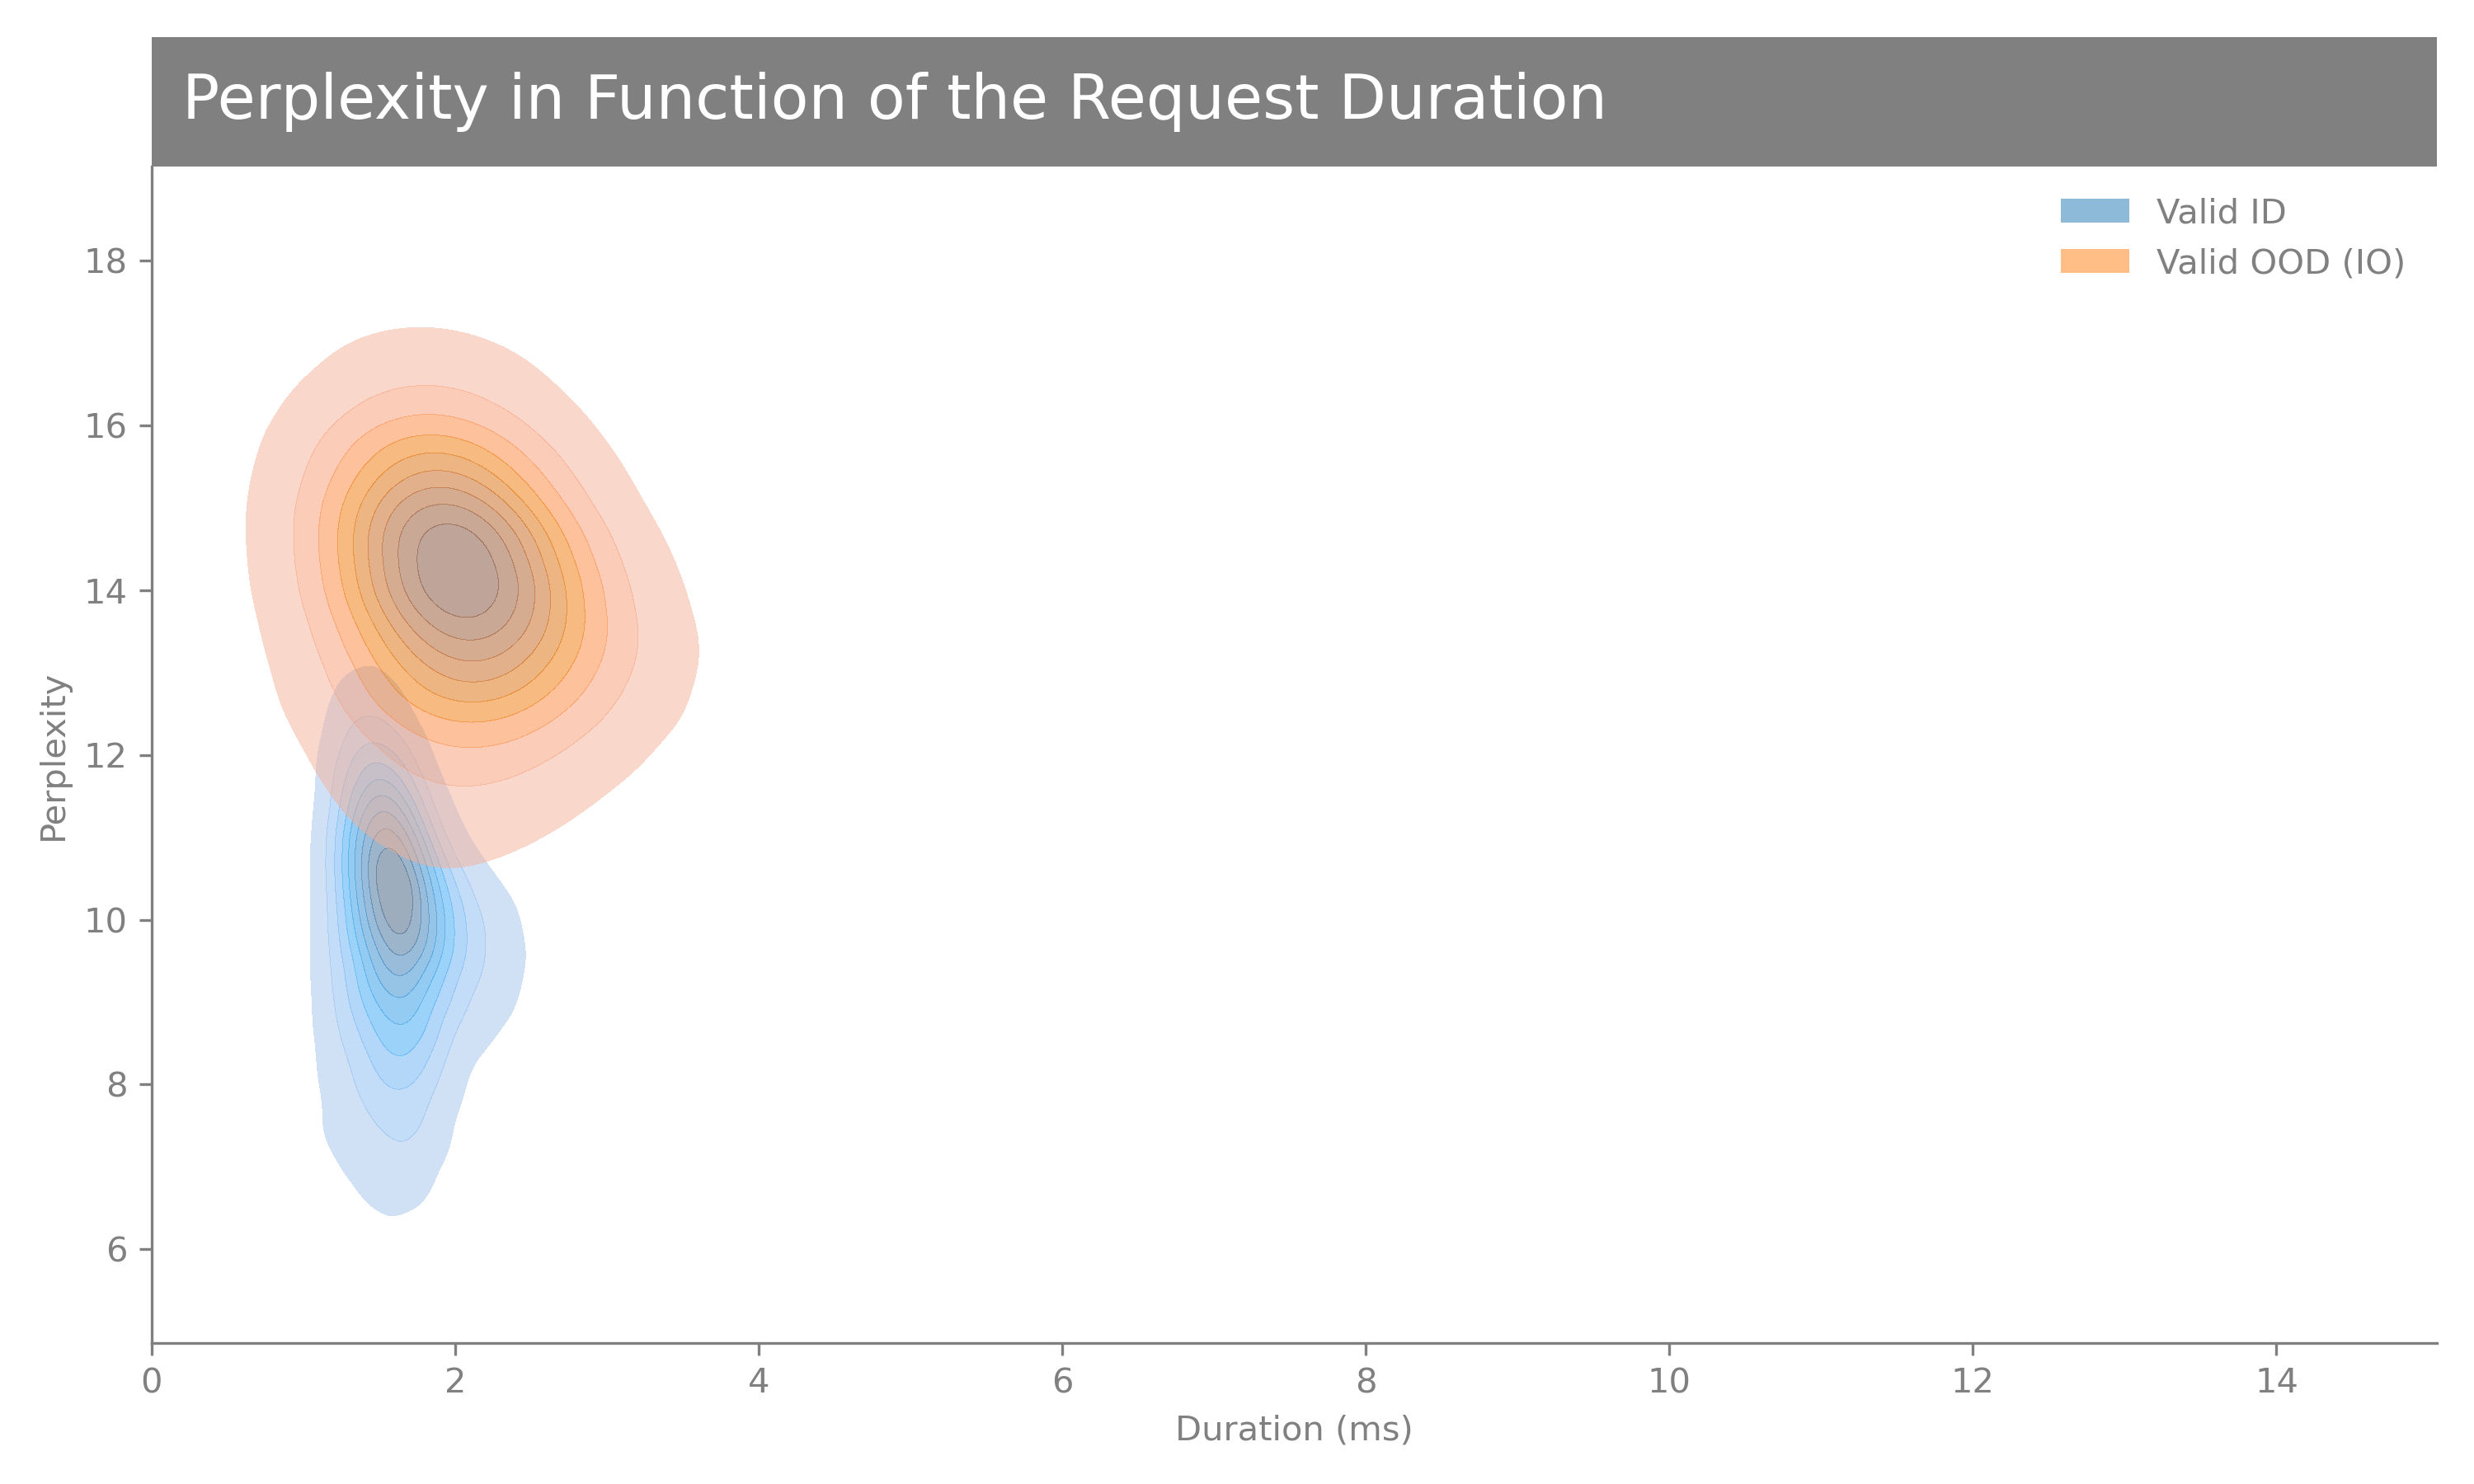 Perplexity in Function of the Request Duration
Valid ID
Valid OOD (IO)
18
16
14
12
10
8
6
Perplexity
0 2 4 6 8 10 12 14
Duration (ms)